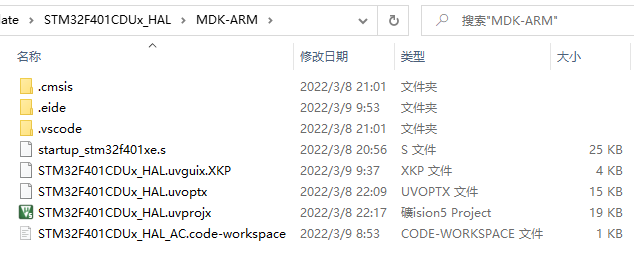 late > STM32F401CDUx_HAL > MDK-ARM > 搜索"MDK-ARM"
名称 修改日期 类型 大小
.cmsis 2022/3/8 21:01 文件夹
.eide 2022/3/9 9:53 文件夹
.vscode 2022/3/8 21:01 文件夹
startup_stm32f401xe.s 2022/3/8 20:56 S 文件 25 KB
STM32F401CDUx_HAL.uvguix.XKP 2022/3/9 9:37 XKP 文件 4 KB
STM32F401CDUx_HAL.uvoptx 2022/3/8 22:09 UVOPTX 文件 15 KB
STM32F401CDUx_HAL.uvprojx 2022/3/8 22:17 礦ision5 Project 19 KB
STM32F401CDUx_HAL_AC.code-workspace 2022/3/9 8:53 CODE-WORKSPACE 文件 1 KB